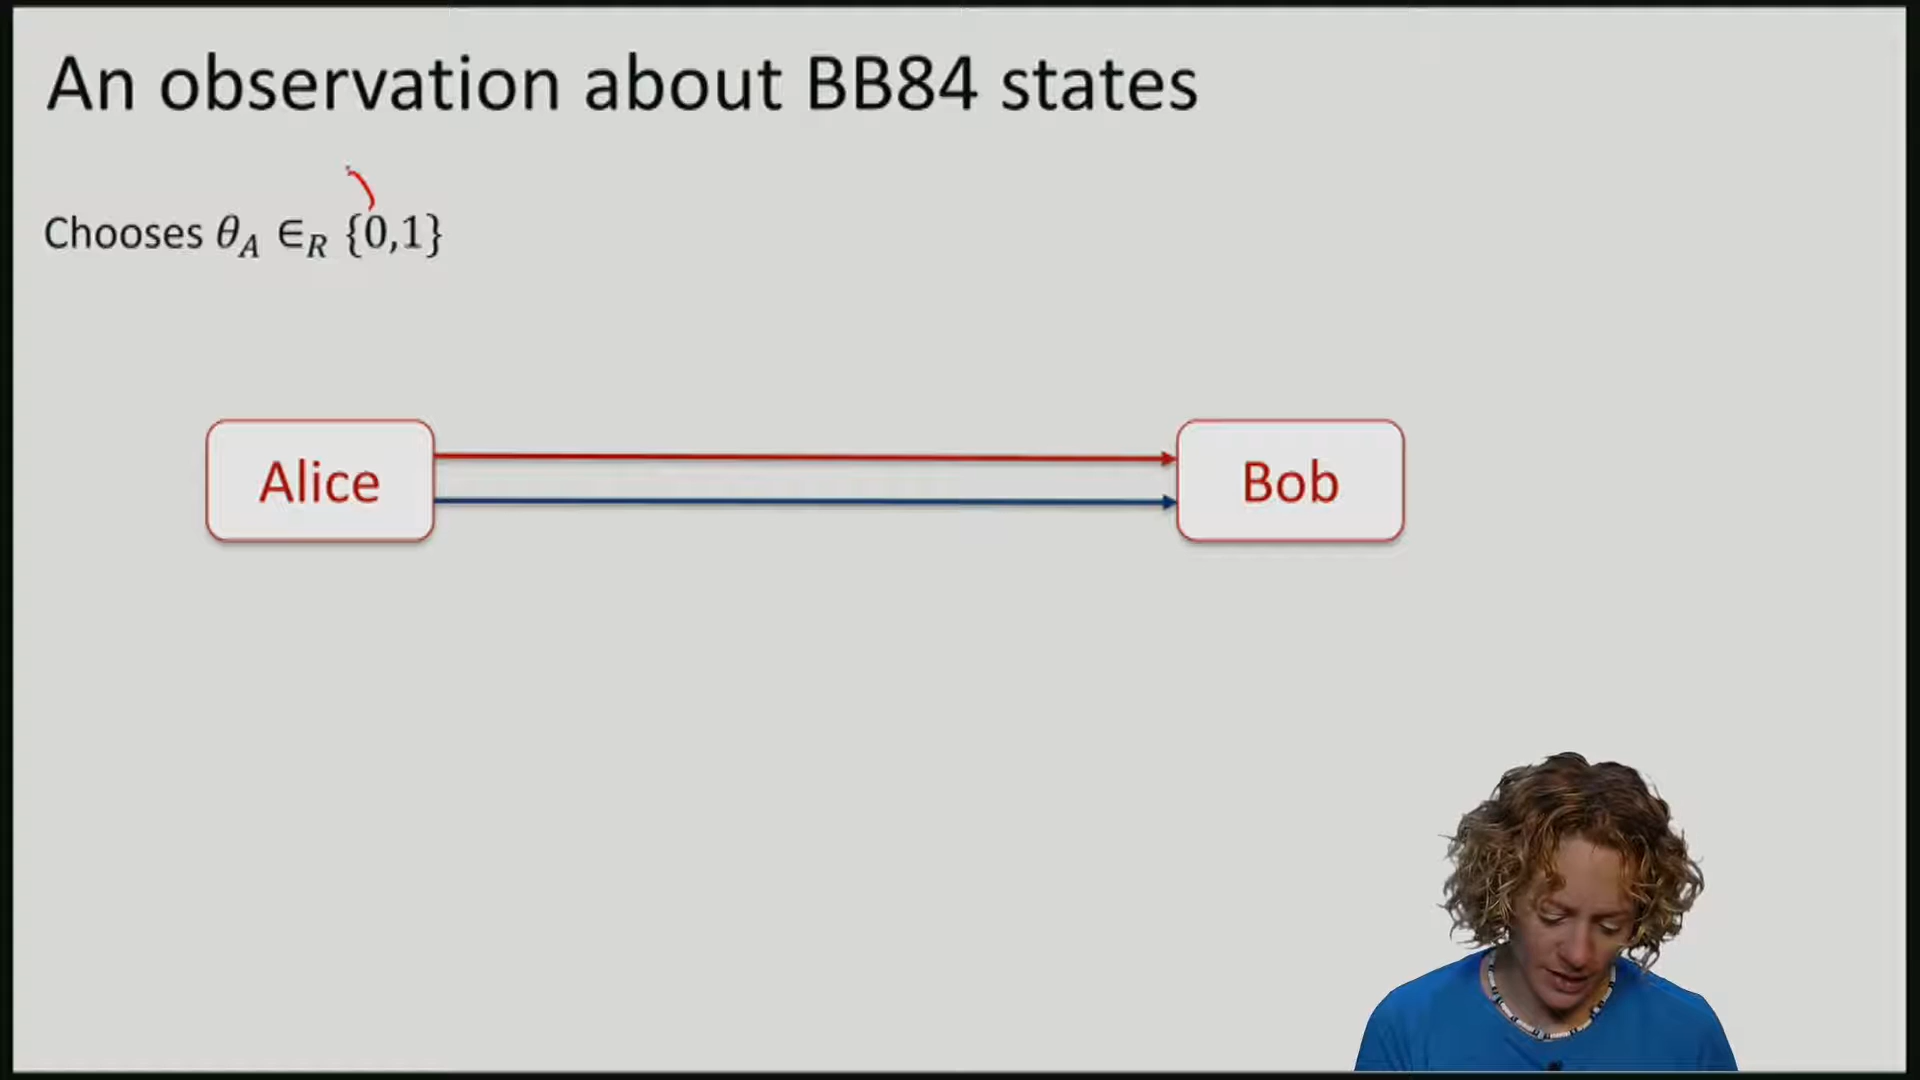 An observation about BB84 states
Chooses θ_A ∈_R {0,1}
Alice
Bob